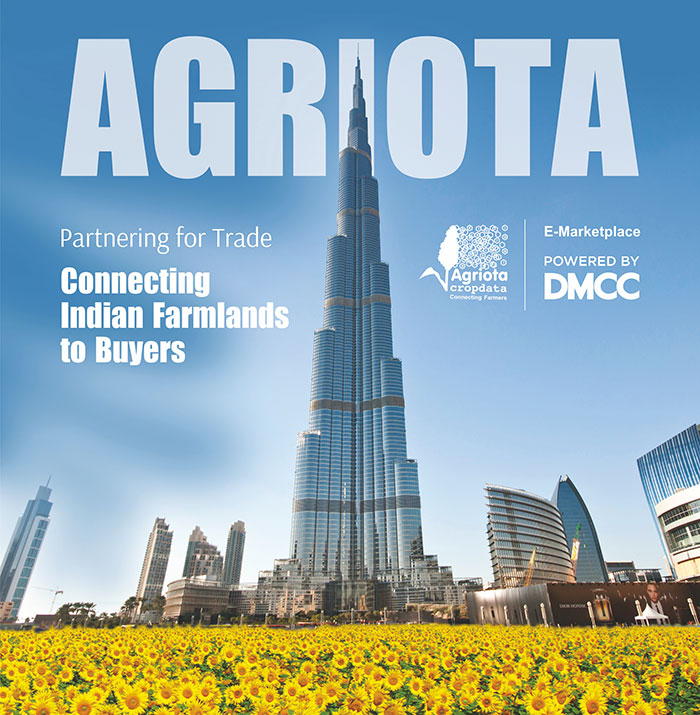 AGRIOTA
Partnering for Trade
Connecting
Indian Farmlands
to Buyers
Agriota
cropdata
Connecting Farmers
E-Marketplace
POWERED BY
DMCC